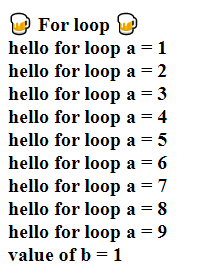 🍺 For loop 🍺
hello for loop a = 1
hello for loop a = 2
hello for loop a = 3
hello for loop a = 4
hello for loop a = 5
hello for loop a = 6
hello for loop a = 7
hello for loop a = 8
hello for loop a = 9
value of b = 1